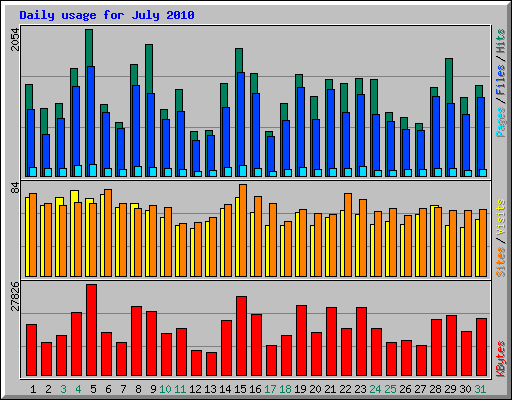 Daily usage for July 2010
2054
84
27826
Pages / Files / Hits
Sites / Visits
KBytes
1 2 3 4 5 6 7 8 9 10 11 12 13 14 15 16 17 18 19 20 21 22 23 24 25 26 27 28 29 30 31